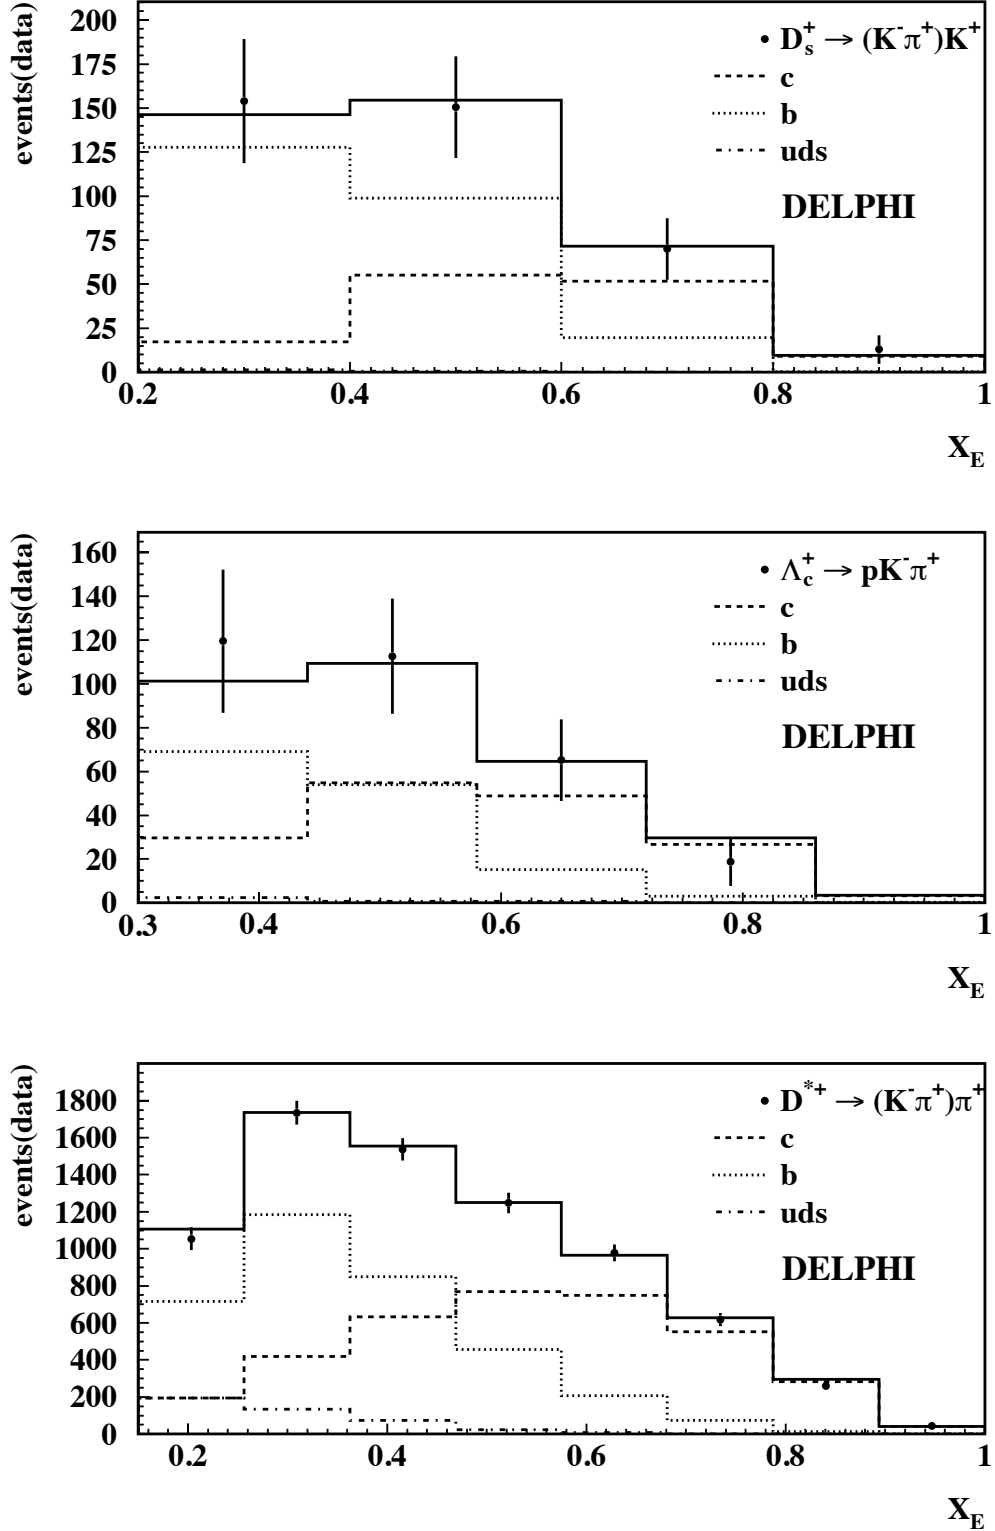 events(data)
200
175
150
125
100
75
50
25
0
D_s^+ → (K^-π^+)K^+
c
b
uds
DELPHI
0.2 0.4 0.6 0.8 1
X_E
events(data)
160
140
120
100
80
60
40
20
0
Λ_c^+ → pK^-π^+
c
b
uds
DELPHI
0.3 0.4 0.6 0.8 1
X_E
events(data)
1800
1600
1400
1200
1000
800
600
400
200
0
D^{*+} → (K^-π^+)π^+
c
b
uds
DELPHI
0.2 0.4 0.6 0.8 1
X_E